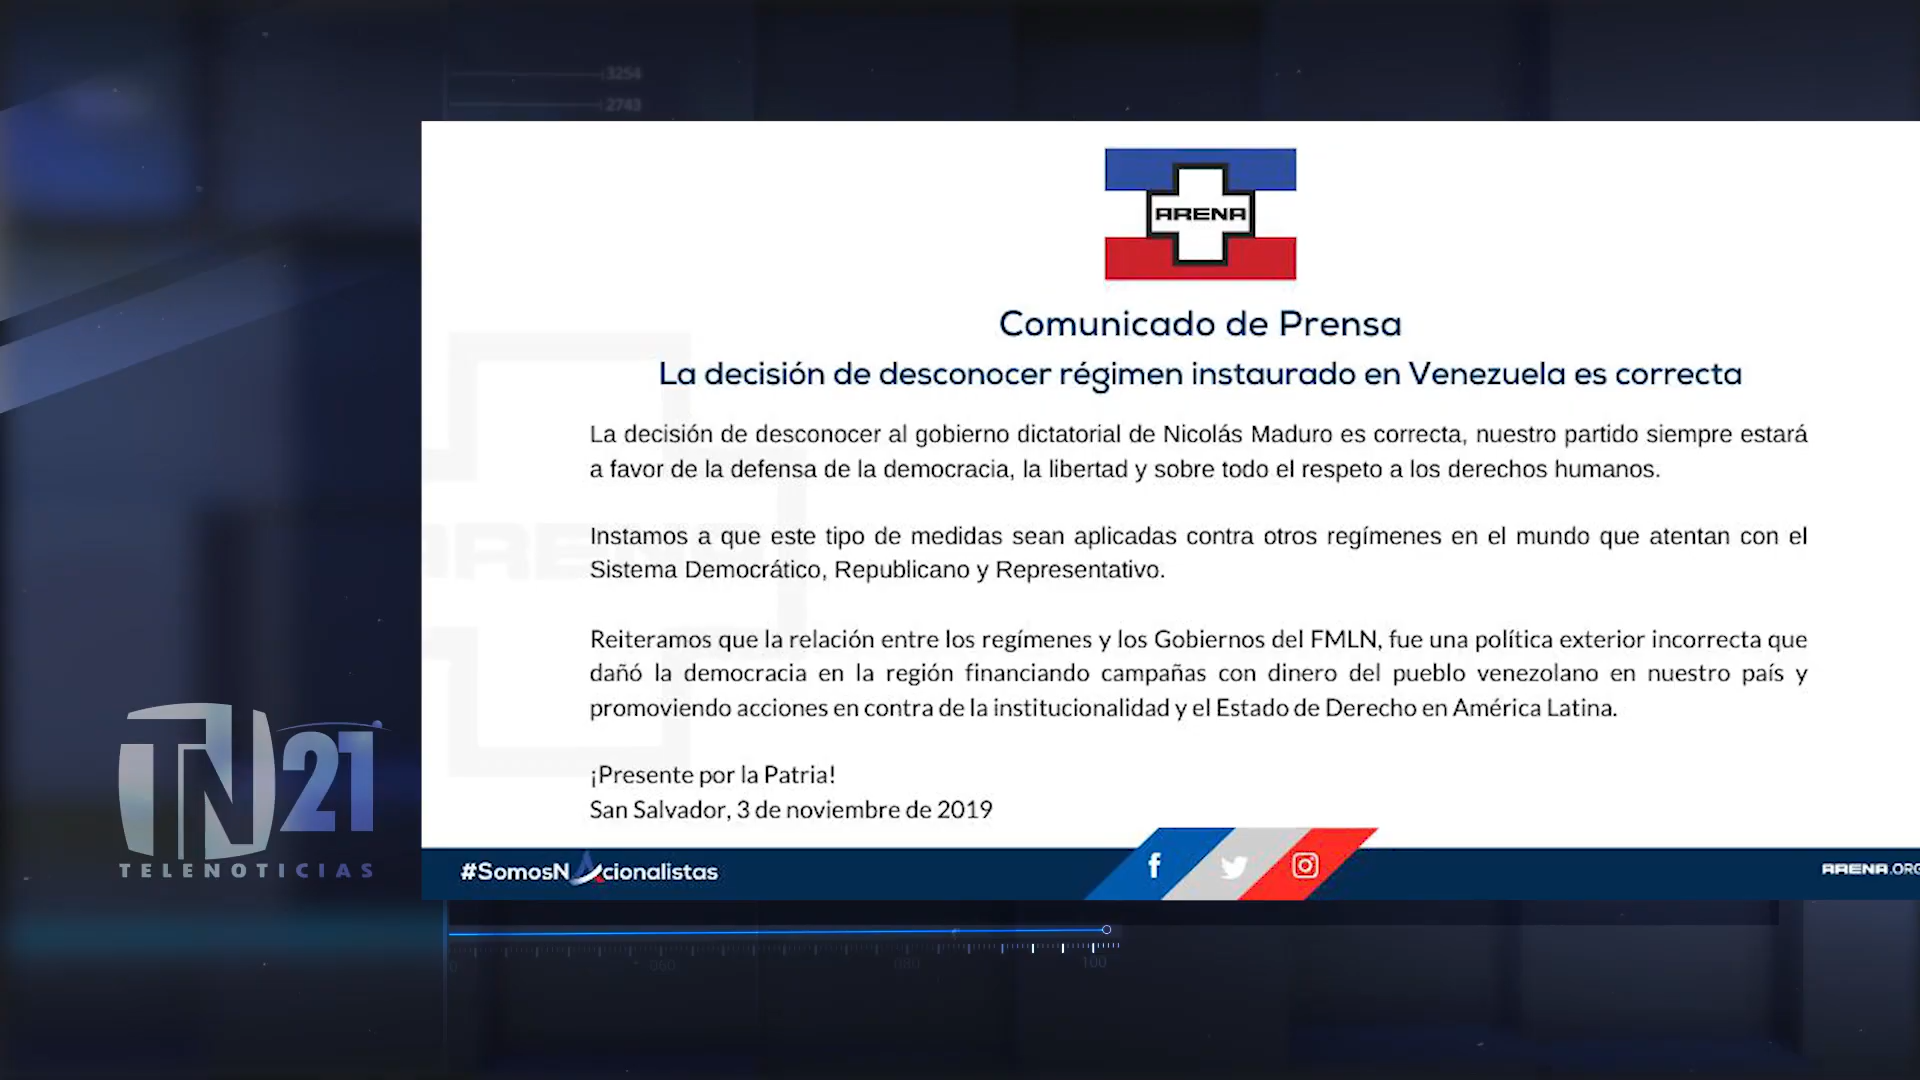 3254
2743
ARENA
Comunicado de Prensa
La decisión de desconocer régimen instaurado en Venezuela es correcta
La decisión de desconocer al gobierno dictatorial de Nicolás Maduro es correcta, nuestro partido siempre estará
a favor de la defensa de la democracia, la libertad y sobre todo el respeto a los derechos humanos.
Instamos a que este tipo de medidas sean aplicadas contra otros regímenes en el mundo que atentan con el
Sistema Democrático, Republicano y Representativo.
Reiteramos que la relación entre los regímenes y los Gobiernos del FMLN, fue una política exterior incorrecta que
dañó la democracia en la región financiando campañas con dinero del pueblo venezolano en nuestro país y
promoviendo acciones en contra de la institucionalidad y el Estado de Derecho en América Latina.
¡Presente por la Patria!
San Salvador, 3 de noviembre de 2019
#SomosNAcionalistas
ARENA.ORG
TN21
TELENOTICIAS
060
080
100